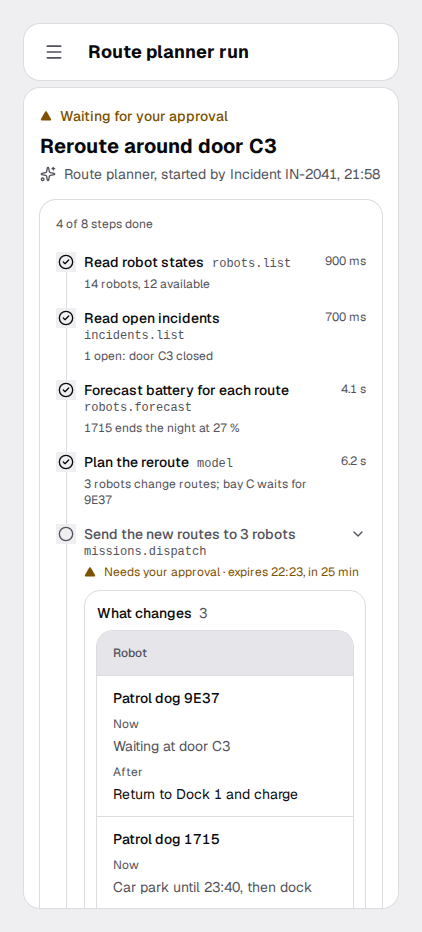 Route planner run
Waiting for your approval
Reroute around door C3
Route planner, started by Incident IN-2041, 21:58
4 of 8 steps done
Read robot states robots.list 900 ms
14 robots, 12 available
Read open incidents 700 ms
incidents.list
1 open: door C3 closed
Forecast battery for each route 4.1 s
robots.forecast
1715 ends the night at 27 %
Plan the reroute model 6.2 s
3 robots change routes; bay C waits for
9E37
Send the new routes to 3 robots
missions.dispatch
Needs your approval · expires 22:23, in 25 min
What changes 3
Robot
Patrol dog 9E37
Now
Waiting at door C3
After
Return to Dock 1 and charge
Patrol dog 1715
Now
Car park until 23:40, then dock